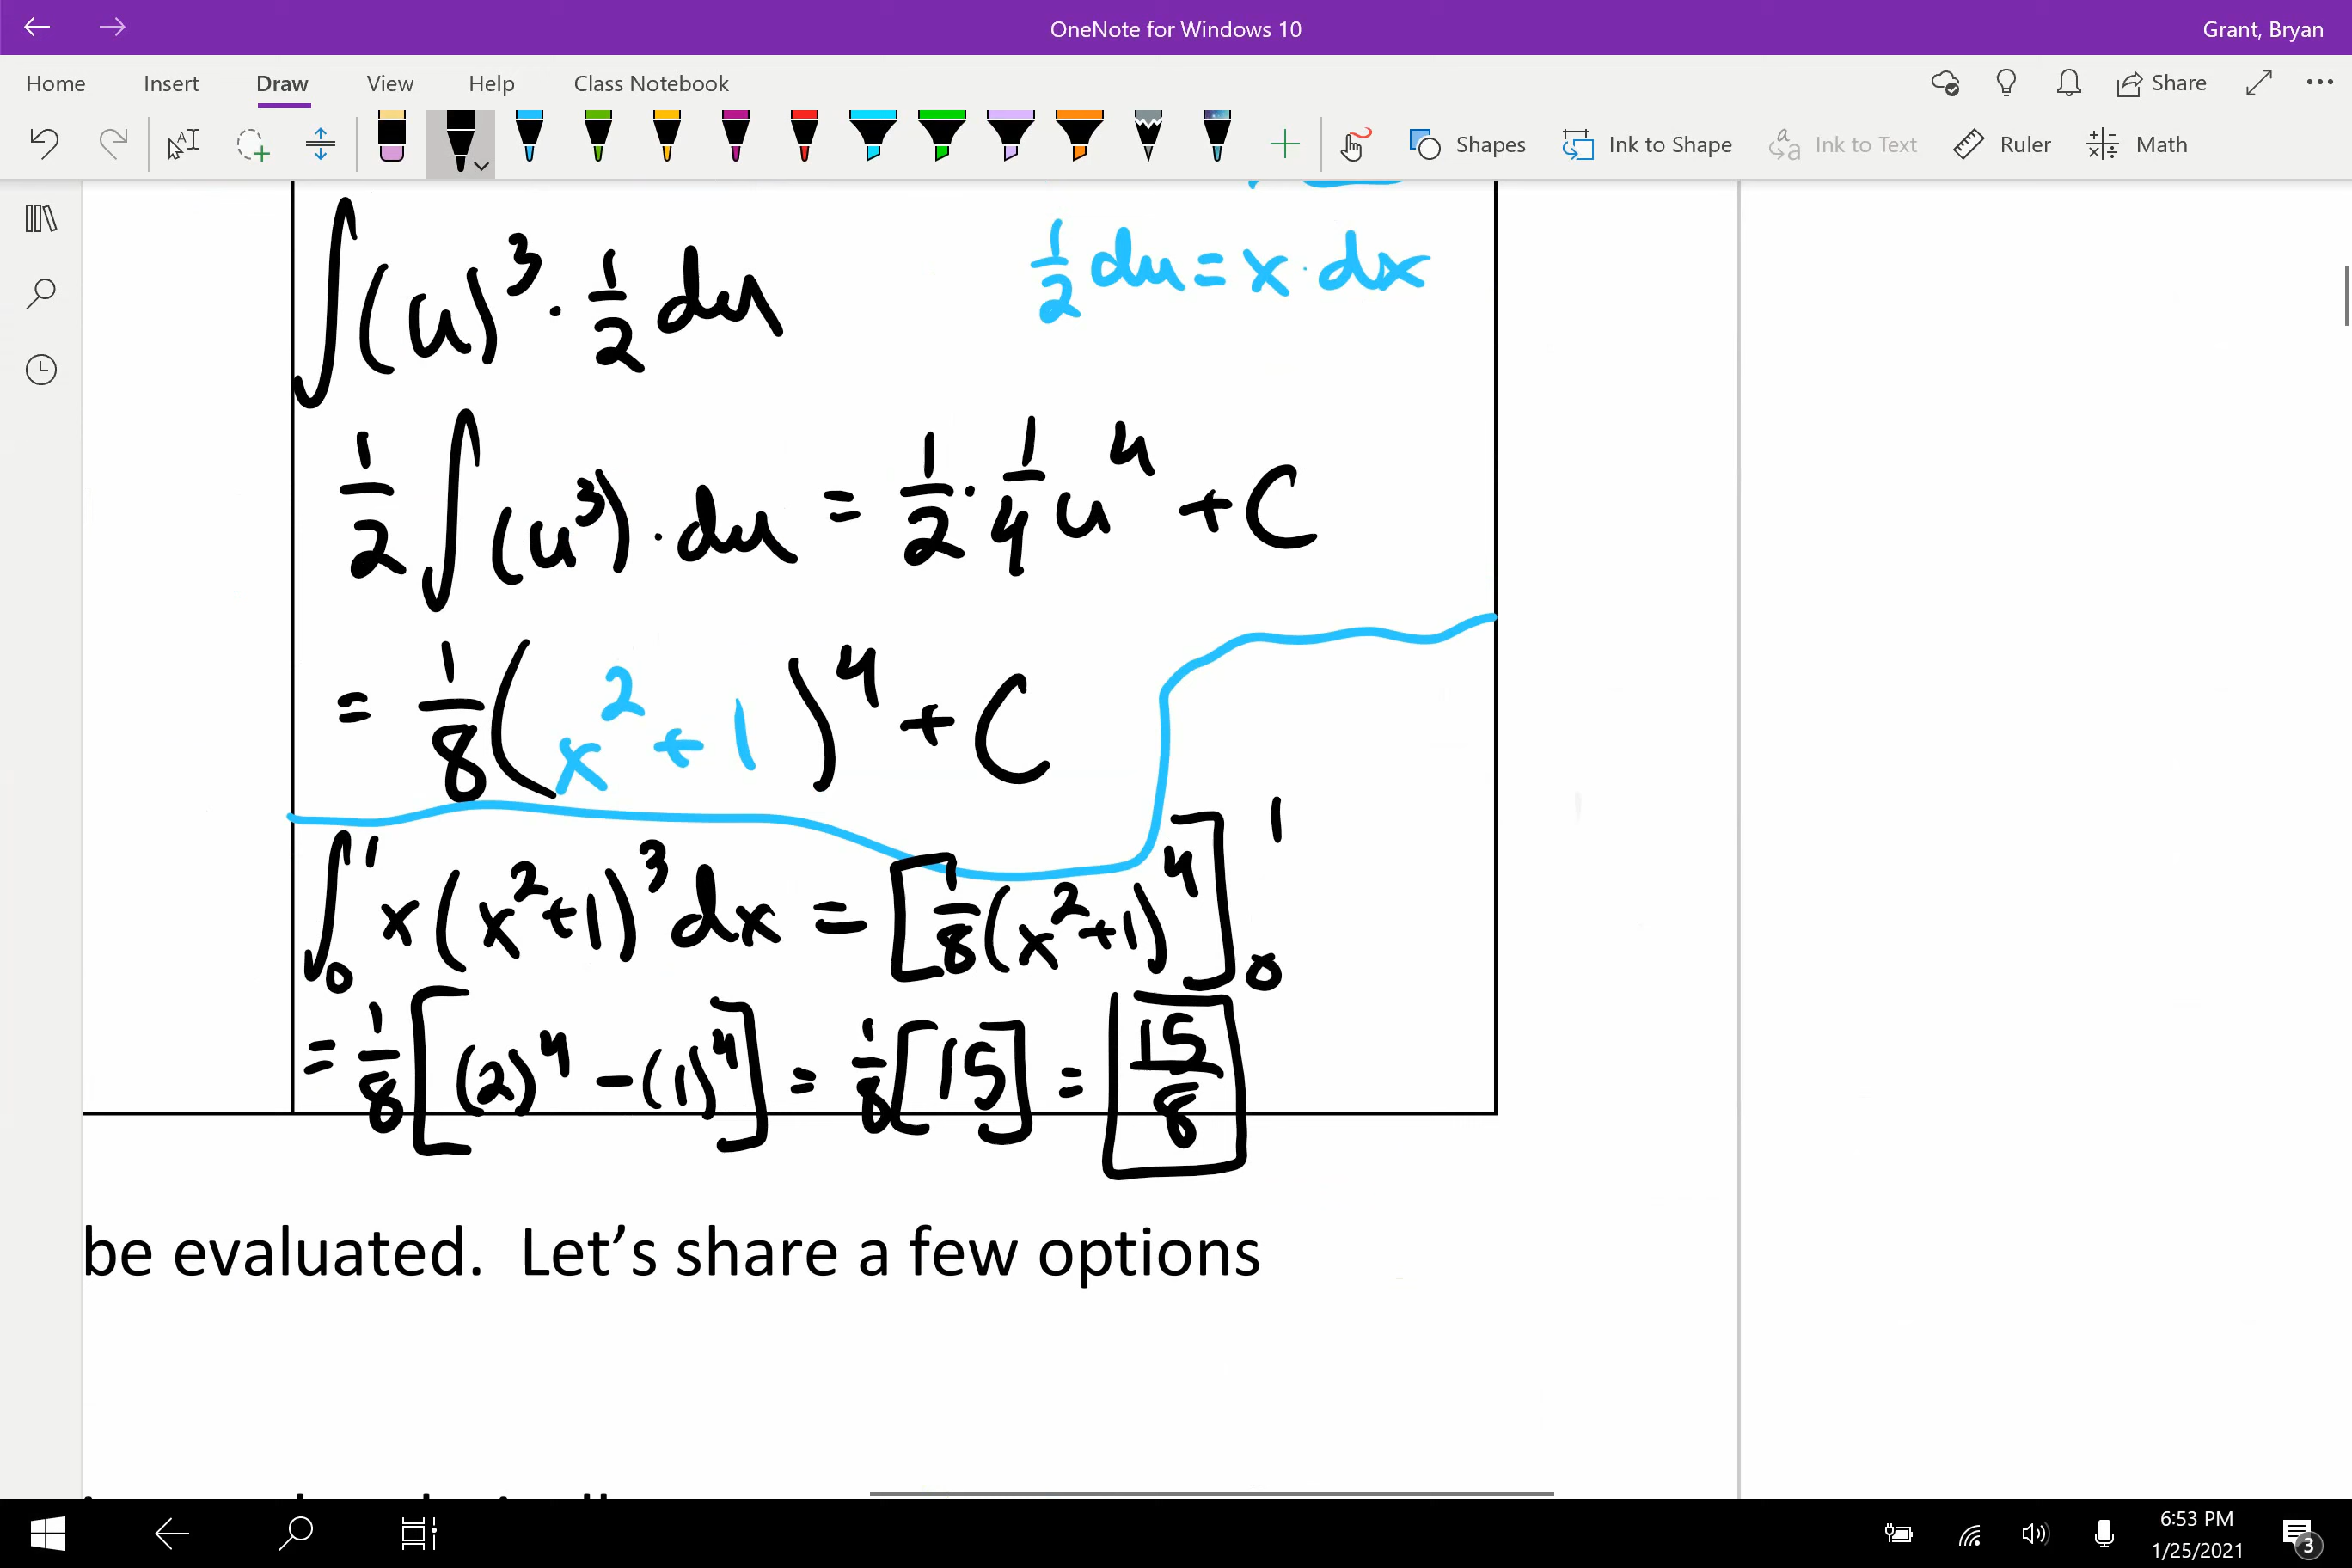 OneNote for Windows 10
Grant, Bryan
Home Insert Draw View Help Class Notebook Share
Shapes Ink to Shape Ink to Text Ruler Math
∫(u)³ · 1/2 du
1/2 du = x · dx
1/2 ∫(u³) · du = 1/2 · 1/4 u⁴ + C
= 1/8 (x² + 1)⁴ + C
∫₀¹ x(x²+1)³ dx = [1/8 (x²+1)⁴]₀¹
= 1/8 [(2)⁴ − (1)⁴] = 1/8 [15] = 15/8
be evaluated. Let’s share a few options
6:53 PM
1/25/2021
3